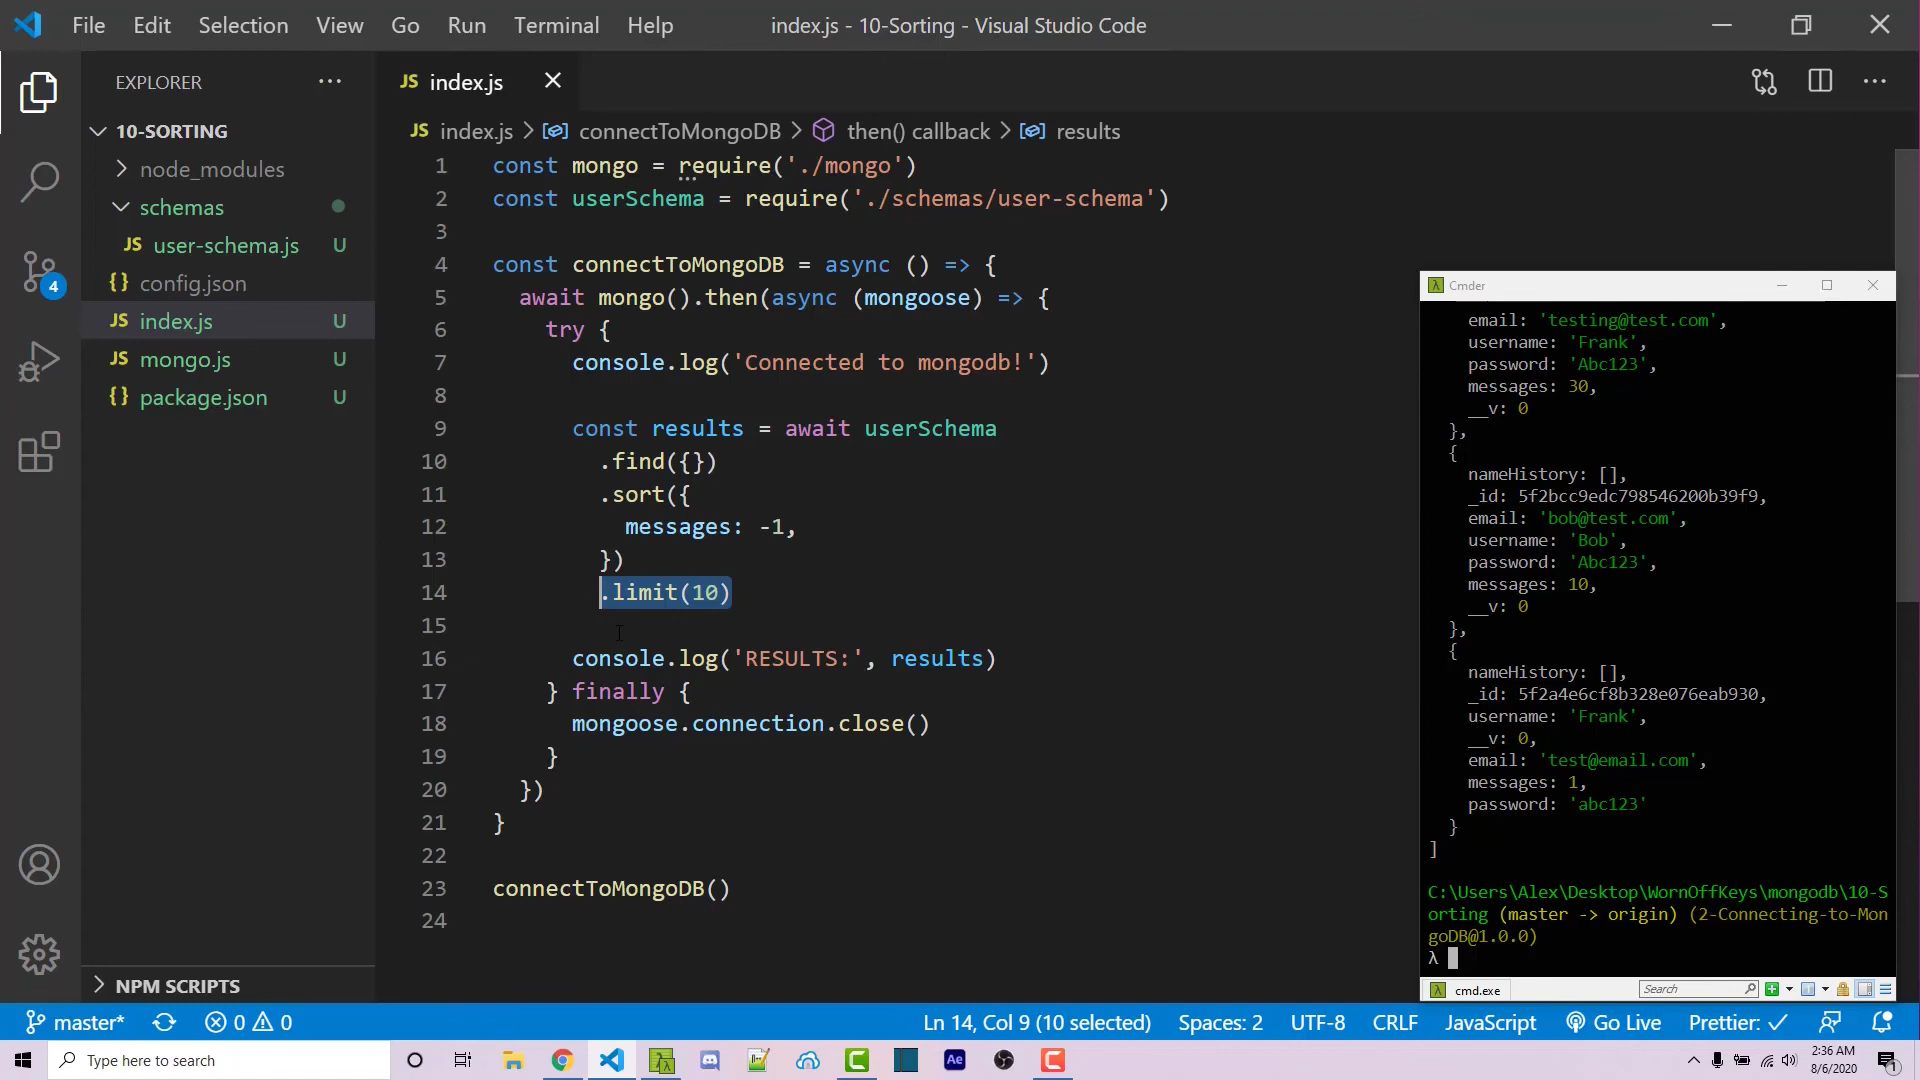 File Edit Selection View Go Run Terminal Help
index.js - 10-Sorting - Visual Studio Code
EXPLORER
10-SORTING
node_modules
schemas
JS user-schema.js U
{} config.json
JS index.js U
JS mongo.js U
{} package.json U
NPM SCRIPTS
4
JS index.js
JS index.js > connectToMongoDB > then() callback > results
1 const mongo = require('./mongo')
2 const userSchema = require('./schemas/user-schema')
3
4 const connectToMongoDB = async () => {
5 await mongo().then(async (mongoose) => {
6 try {
7 console.log('Connected to mongodb!')
8
9 const results = await userSchema
10 .find({})
11 .sort({
12 messages: -1,
13 })
14 .limit(10)
15
16 console.log('RESULTS:', results)
17 } finally {
18 mongoose.connection.close()
19 }
20 })
21 }
22
23 connectToMongoDB()
24
Cmder
email: 'testing@test.com',
username: 'Frank',
password: 'Abc123',
messages: 30,
__v: 0
},
{
nameHistory: [],
_id: 5f2bcc9edc798546200b39f9,
email: 'bob@test.com',
username: 'Bob',
password: 'Abc123',
messages: 10,
__v: 0
},
{
nameHistory: [],
_id: 5f2a4e6cf8b328e076eab930,
username: 'Frank',
__v: 0,
email: 'test@email.com',
messages: 1,
password: 'abc123'
}
]
C:\Users\Alex\Desktop\WornOffKeys\mongodb\10-S
orting (master -> origin) (2-Connecting-to-Mon
goDB@1.0.0)
λ
cmd.exe
Search
master* 0 0
Ln 14, Col 9 (10 selected) Spaces: 2 UTF-8 CRLF JavaScript Go Live Prettier: ✓
Type here to search
Ae
2:36 AM
8/6/2020
1